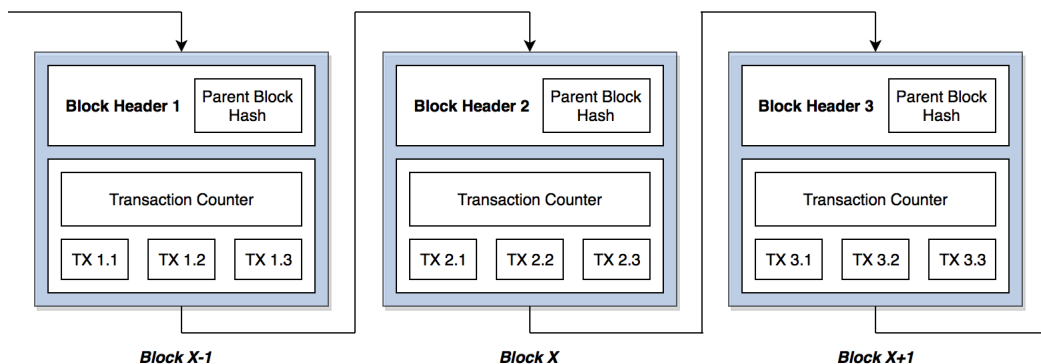 Block Header 1
Parent Block
Hash
Transaction Counter
TX 1.1
TX 1.2
TX 1.3
Block X-1
Block Header 2
Parent Block
Hash
Transaction Counter
TX 2.1
TX 2.2
TX 2.3
Block X
Block Header 3
Parent Block
Hash
Transaction Counter
TX 3.1
TX 3.2
TX 3.3
Block X+1